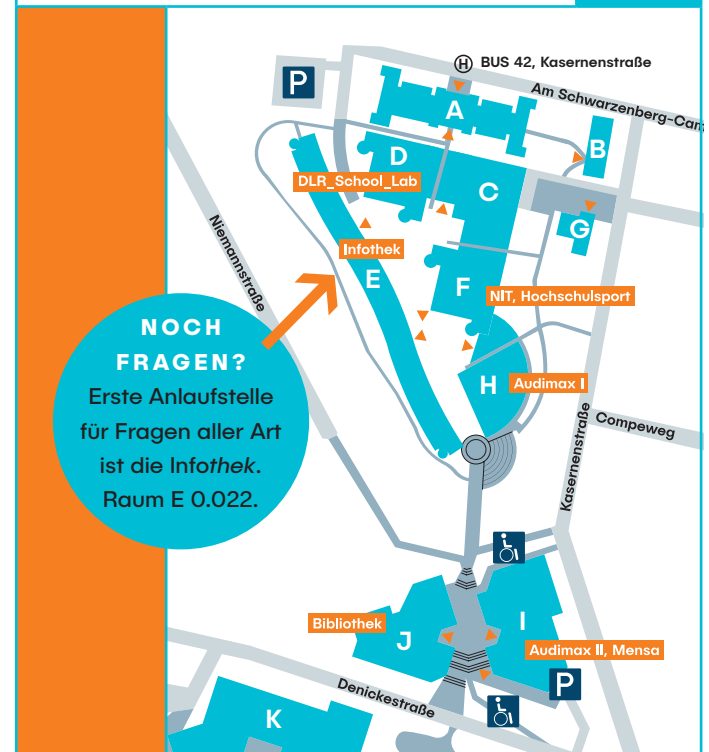 H BUS 42, Kasernenstraße
P
Am Schwarzenberg-Cam
A
B
D
DLR_School_Lab
C
G
Niemannstraße
Infothek
E
F
NIT, Hochschulsport
NOCH
FRAGEN?
Erste Anlaufstelle
für Fragen aller Art
ist die Infothek.
Raum E 0.022.
H
Audimax I
Compeweg
Kasernenstraße
Bibliothek
J
I
Audimax II, Mensa
P
Denickestraße
K